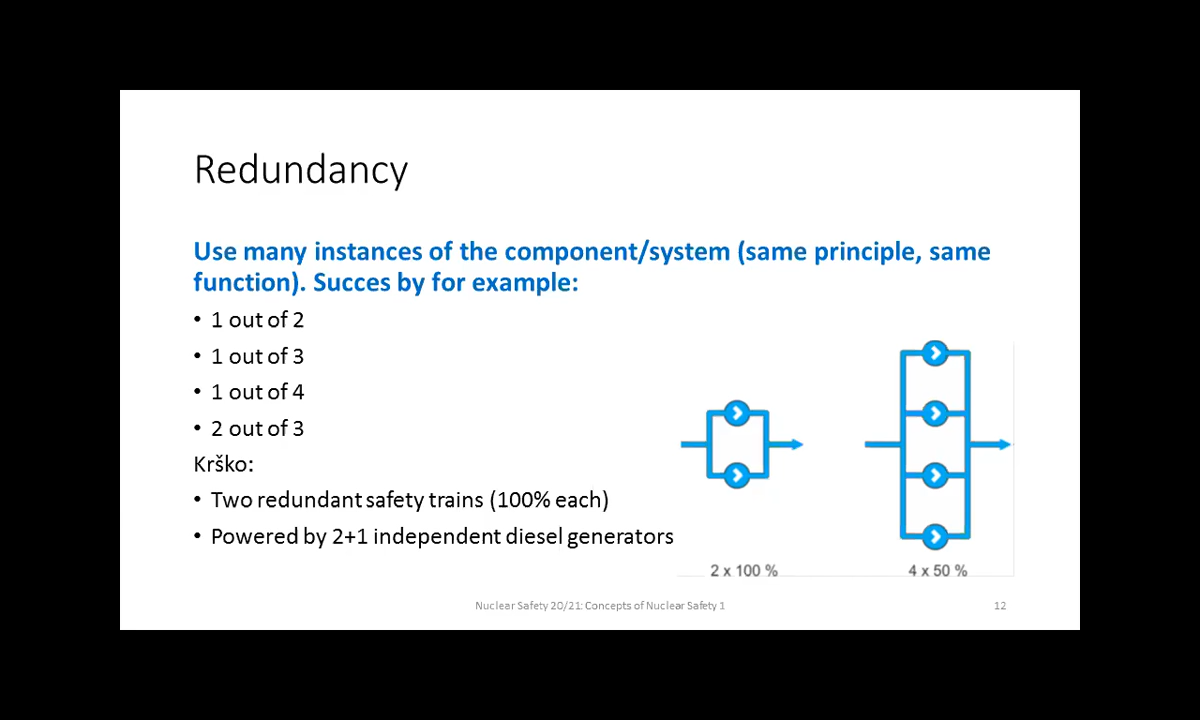 Redundancy
Use many instances of the component/system (same principle, same
function). Succes by for example:
• 1 out of 2
• 1 out of 3
• 1 out of 4
• 2 out of 3
Krško:
• Two redundant safety trains (100% each)
• Powered by 2+1 independent diesel generators
2 x 100 %
4 x 50 %
Nuclear Safety 20/21: Concepts of Nuclear Safety 1
12